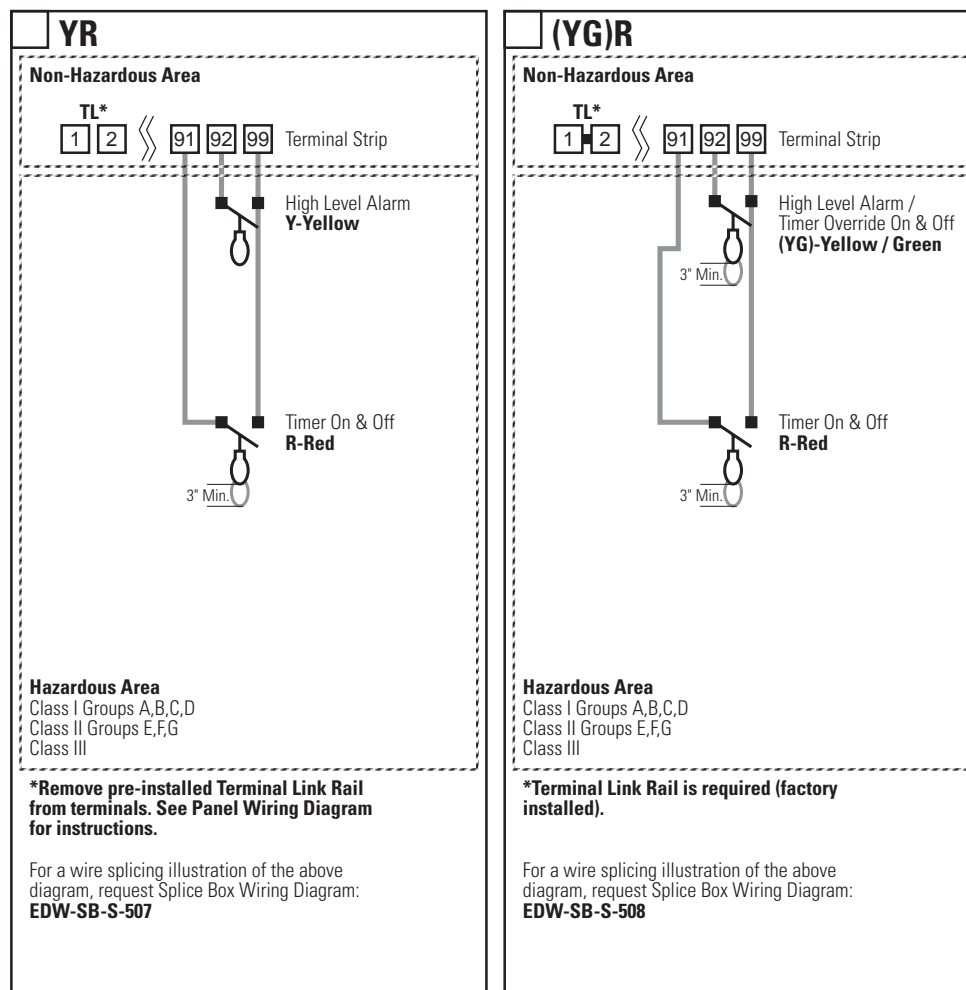 YR
Non-Hazardous Area
TL*
1 2 91 92 99 Terminal Strip
High Level Alarm
Y-Yellow
Timer On & Off
R-Red
3" Min.
Hazardous Area
Class I Groups A,B,C,D
Class II Groups E,F,G
Class III
*Remove pre-installed Terminal Link Rail
from terminals. See Panel Wiring Diagram
for instructions.
For a wire splicing illustration of the above
diagram, request Splice Box Wiring Diagram:
EDW-SB-S-507
(YG)R
Non-Hazardous Area
TL*
1 2 91 92 99 Terminal Strip
High Level Alarm /
Timer Override On & Off
(YG)-Yellow / Green
3" Min.
Timer On & Off
R-Red
3" Min.
Hazardous Area
Class I Groups A,B,C,D
Class II Groups E,F,G
Class III
*Terminal Link Rail is required (factory
installed).
For a wire splicing illustration of the above
diagram, request Splice Box Wiring Diagram:
EDW-SB-S-508